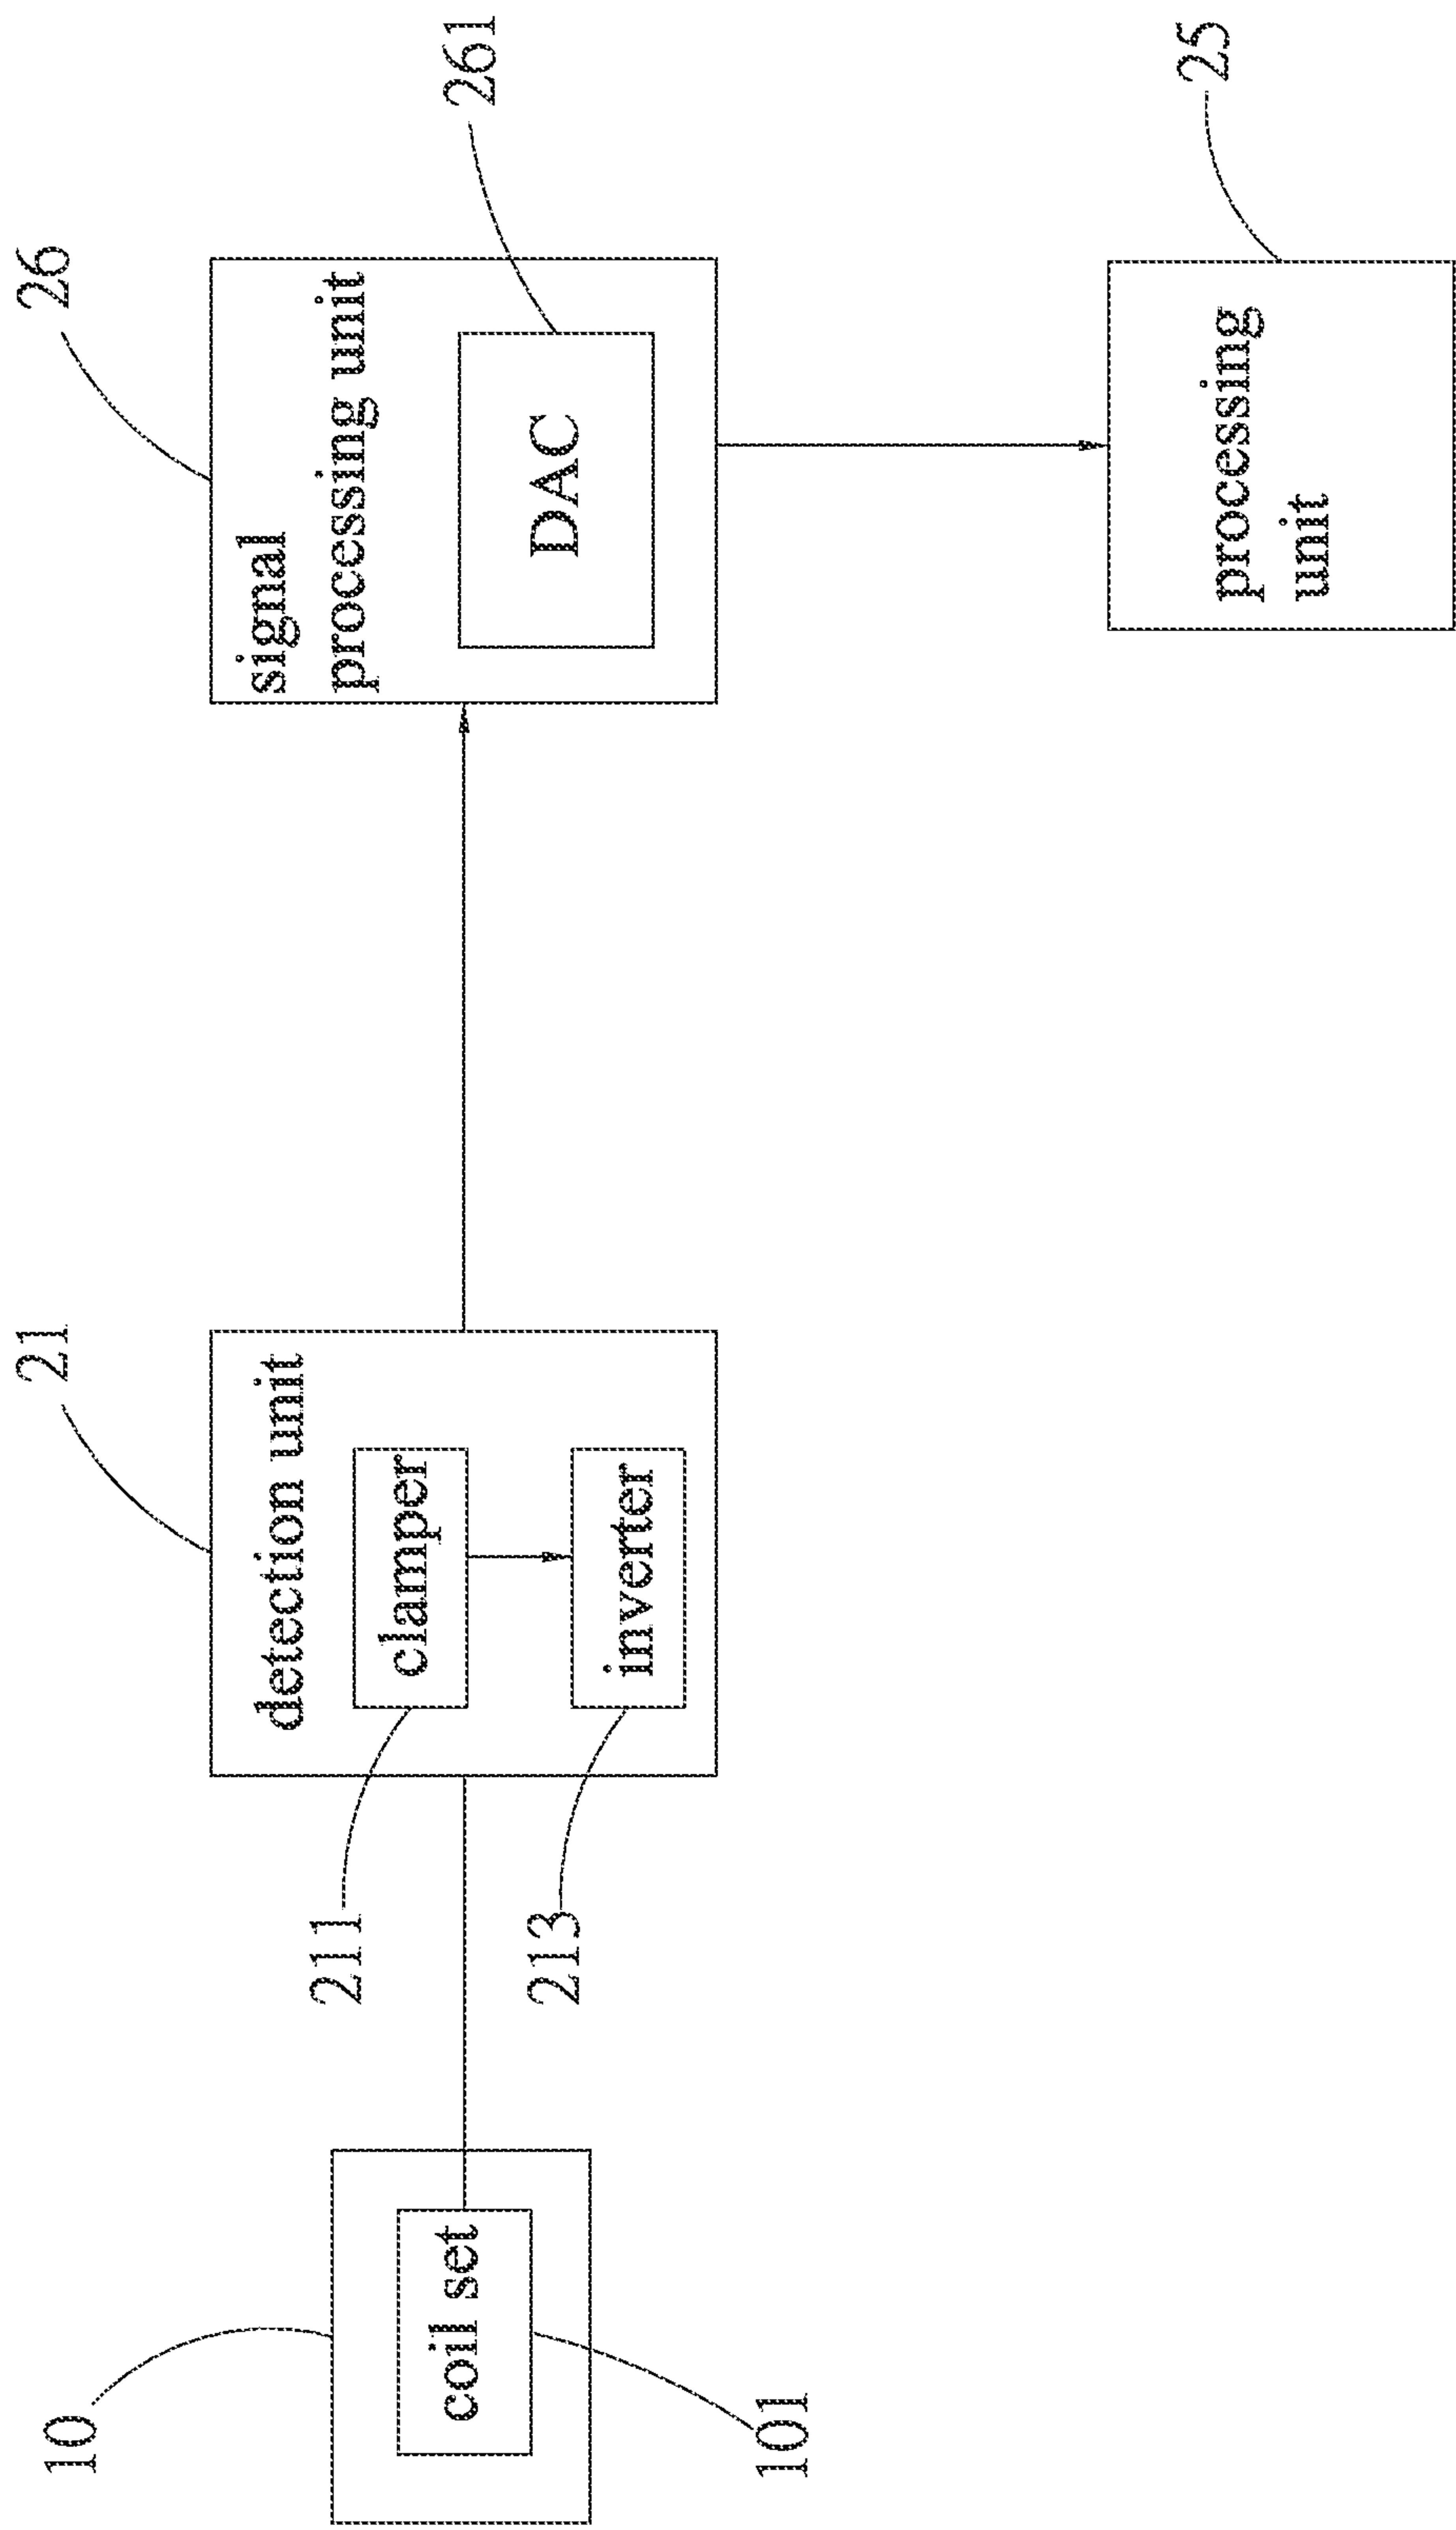 26
261
signal
processing unit
DAC
25
processing
unit
21
detection unit
clamper
inverter
211
213
10
coil set
101